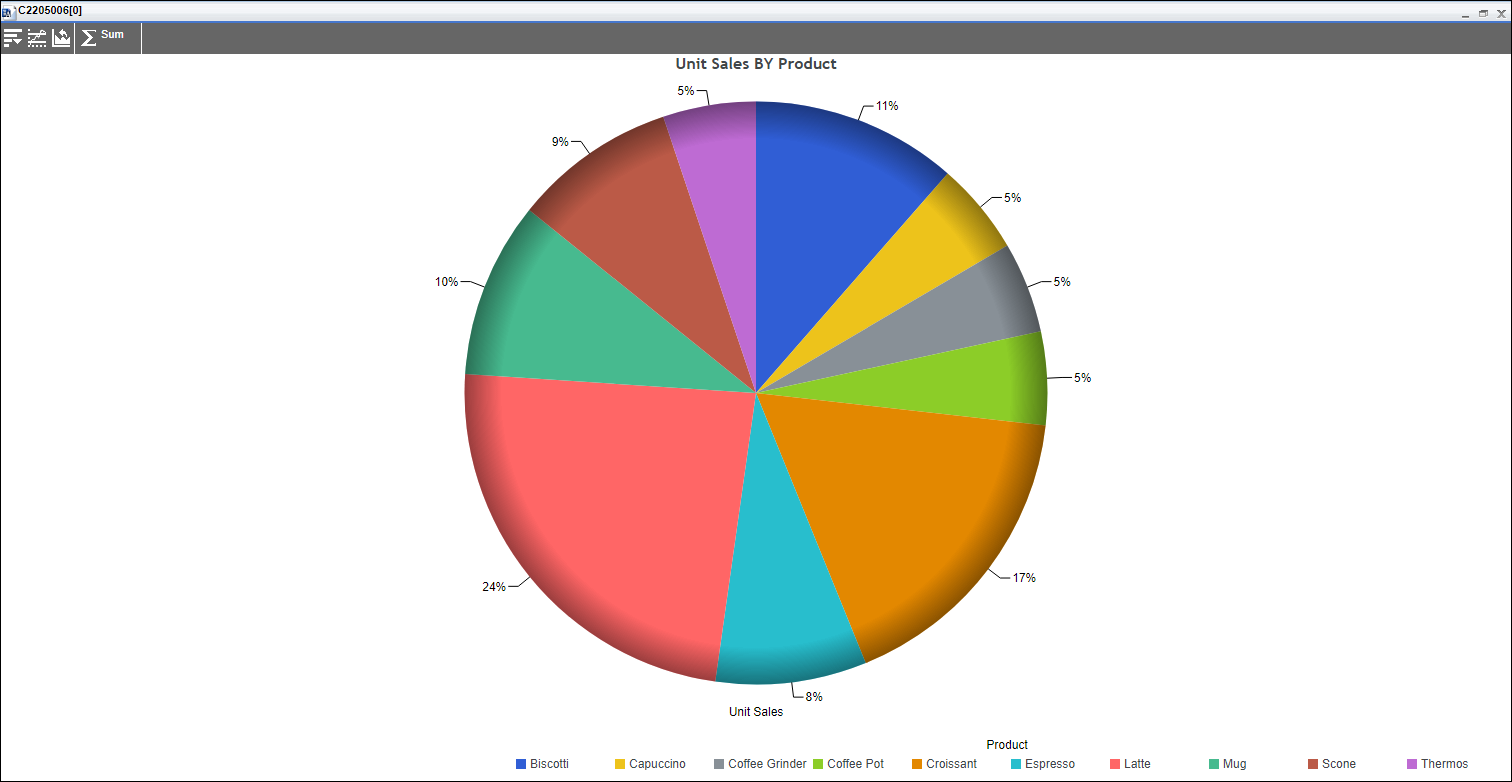 C2205006[0]
Sum
Unit Sales BY Product
5%
11%
9%
5%
10%
5%
5%
24%
17%
8%
Unit Sales
Product
Biscotti Capuccino Coffee Grinder Coffee Pot Croissant Espresso Latte Mug Scone Thermos